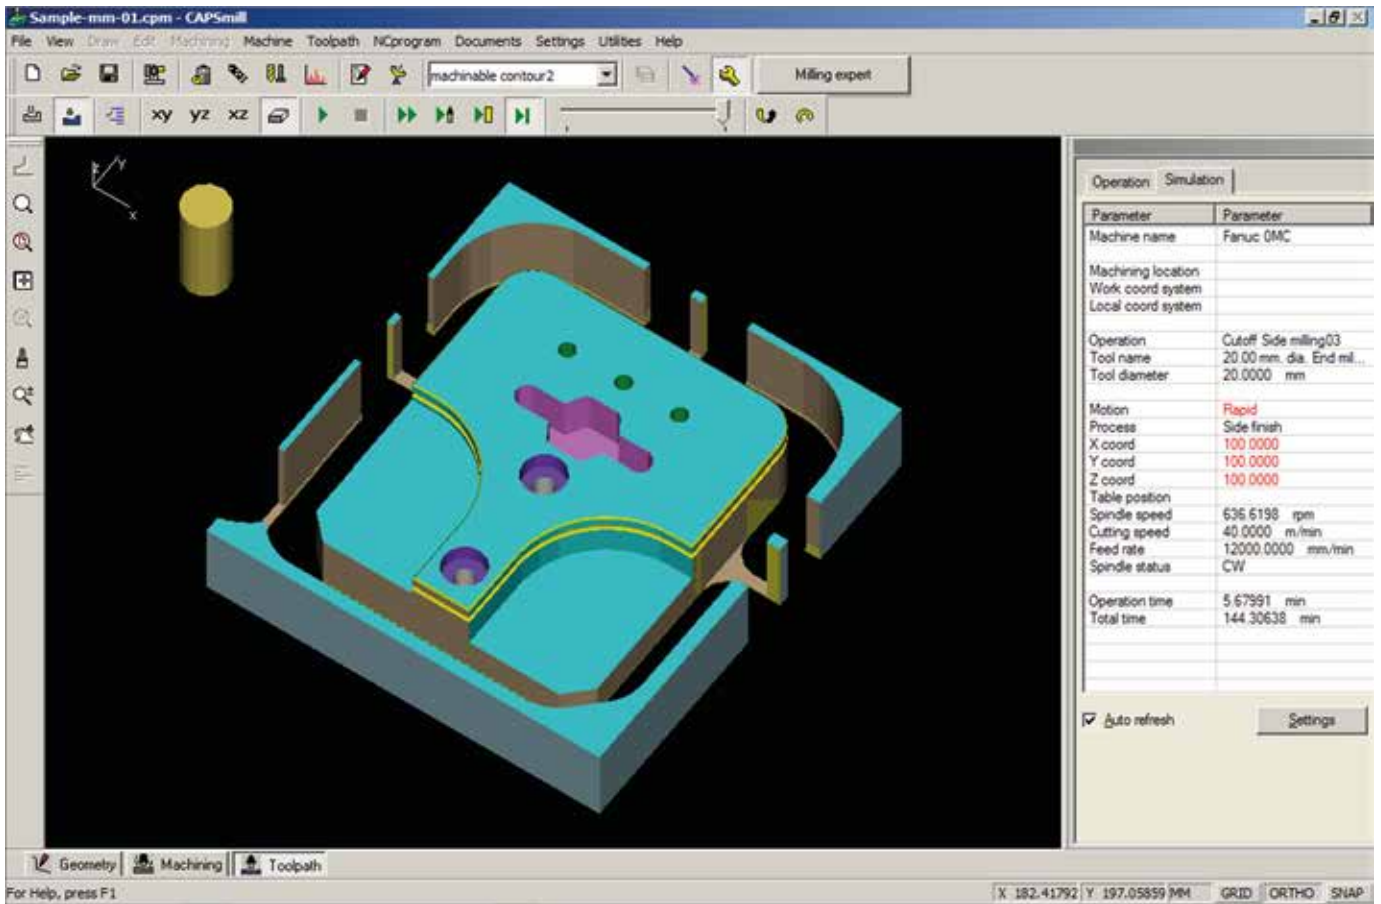 Sample-mm-01.cpm - CAPSmill
File View Draw Edit Machining Machine Toolpath NCprogram Documents Settings Utilities Help
machinable contour2 Milling expert
xy yz xz
Z Y
X
Operation Simulation
Parameter Parameter
Machine name Fanuc 0MC
Machining location
Work coord system
Local coord system
Operation Cutoff Side milling03
Tool name 20.00 mm. dia. End mil...
Tool diameter 20.0000 mm
Motion Rapid
Process Side finish
X coord 100.0000
Y coord 100.0000
Z coord 100.0000
Table position
Spindle speed 636.6198 rpm
Cutting speed 40.0000 m/min
Feed rate 12000.0000 mm/min
Spindle status CW
Operation time 5.67991 min
Total time 144.30638 min
Auto refresh Settings
Geometry Machining Toolpath
For Help, press F1 X 182.41792 Y 197.05859 MM GRID ORTHO SNAP